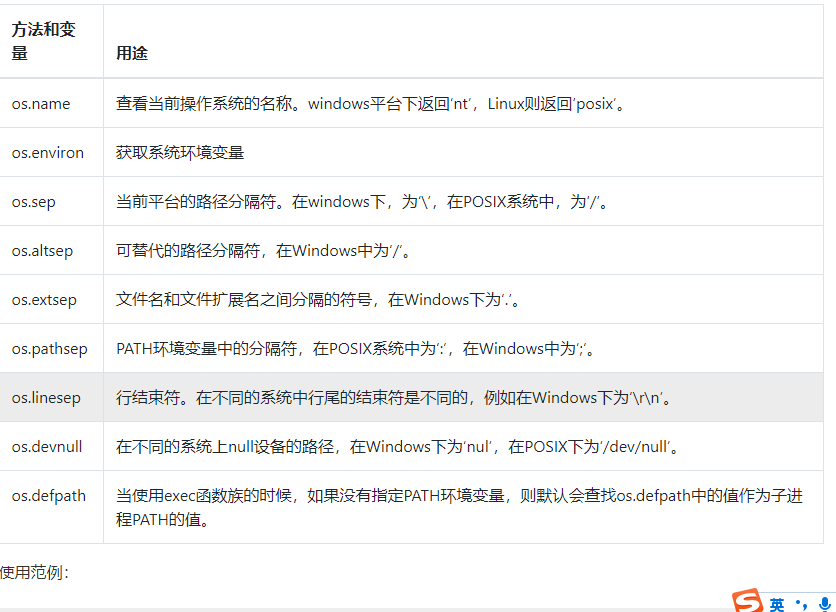 方法和变
量
用途
os.name
查看当前操作系统的名称。windows平台下返回‘nt’，Linux则返回’posix’。
os.environ
获取系统环境变量
os.sep
当前平台的路径分隔符。在windows下，为‘\’，在POSIX系统中，为’/’。
os.altsep
可替代的路径分隔符，在Windows中为’/’。
os.extsep
文件名和文件扩展名之间分隔的符号，在Windows下为’.’。
os.pathsep
PATH环境变量中的分隔符，在POSIX系统中为’:’，在Windows中为’;’。
os.linesep
行结束符。在不同的系统中行尾的结束符是不同的，例如在Windows下为’\r\n’。
os.devnull
在不同的系统上null设备的路径，在Windows下为‘nul’，在POSIX下为’/dev/null’。
os.defpath
当使用exec函数族的时候，如果没有指定PATH环境变量，则默认会查找os.defpath中的值作为子进
程PATH的值。
使用范例：
S 英